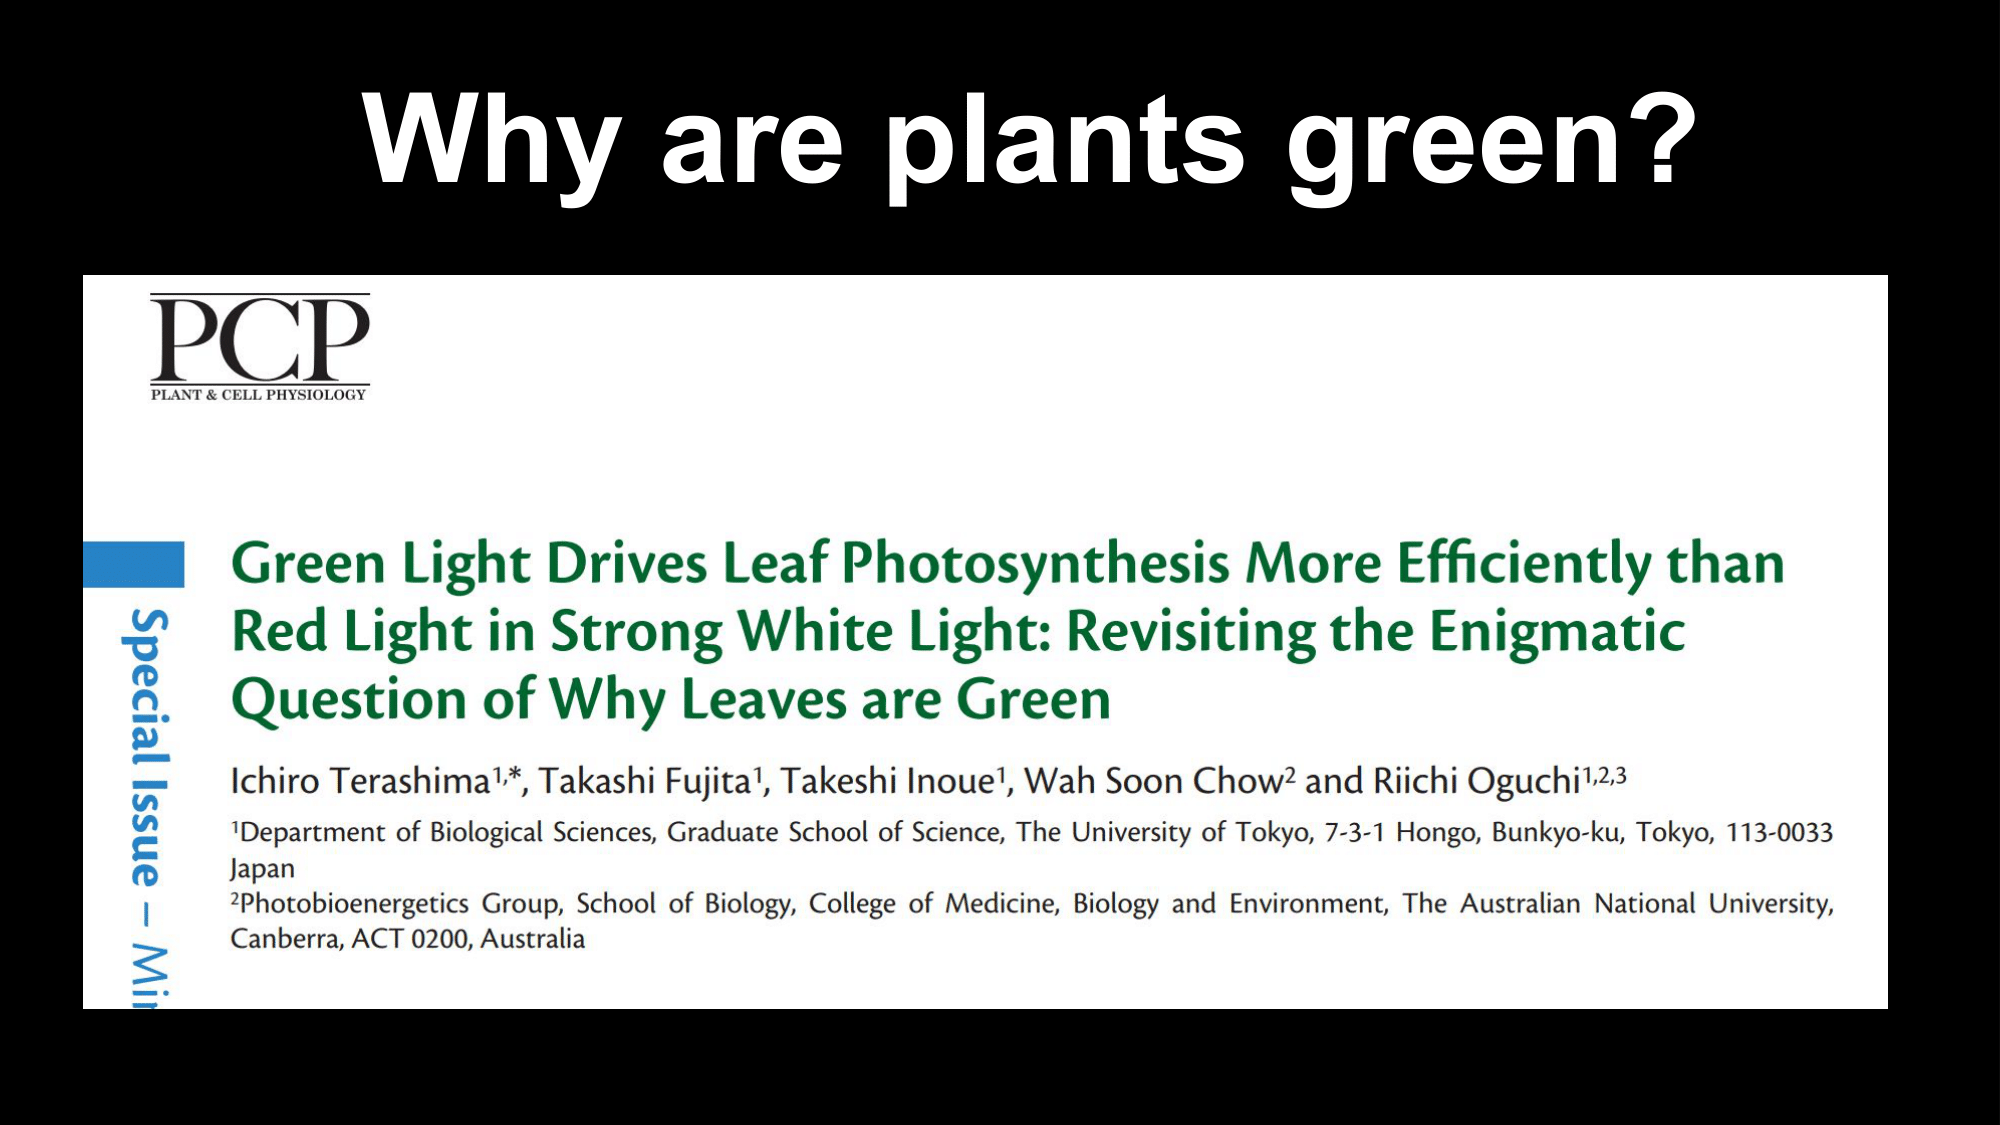 Why are plants green?
PCP
PLANT & CELL PHYSIOLOGY
Green Light Drives Leaf Photosynthesis More Efficiently than
Red Light in Strong White Light: Revisiting the Enigmatic
Question of Why Leaves are Green
Ichiro Terashima¹,*, Takashi Fujita¹, Takeshi Inoue¹, Wah Soon Chow² and Riichi Oguchi¹,²,³
¹Department of Biological Sciences, Graduate School of Science, The University of Tokyo, 7-3-1 Hongo, Bunkyo-ku, Tokyo, 113-0033
Japan
²Photobioenergetics Group, School of Biology, College of Medicine, Biology and Environment, The Australian National University,
Canberra, ACT 0200, Australia
Special Issue –